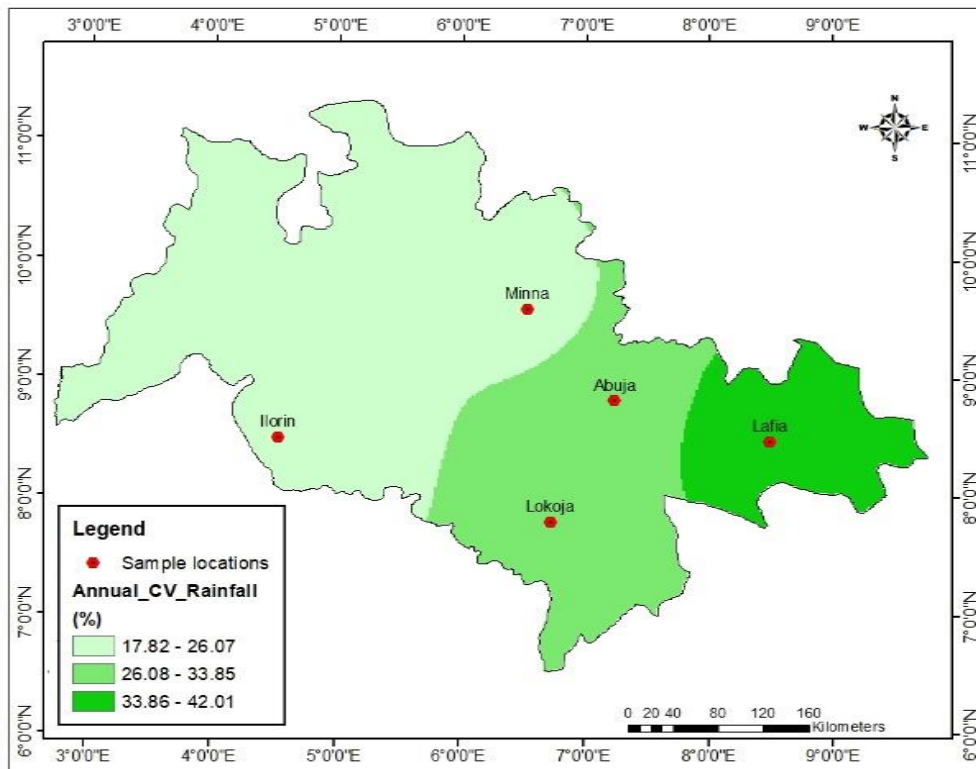 3°0'0"E 4°0'0"E 5°0'0"E 6°0'0"E 7°0'0"E 8°0'0"E 9°0'0"E
N
W E
S
11°0'0"N 11°0'0"N
10°0'0"N 10°0'0"N
Minna
9°0'0"N 9°0'0"N
Abuja
Ilorin
Lafia
8°0'0"N 8°0'0"N
Lokoja
7°0'0"N 7°0'0"N
6°0'0"N 6°0'0"N
Legend
Sample locations
Annual_CV_Rainfall
(%)
17.82 - 26.07
26.08 - 33.85
33.86 - 42.01
0 20 40 80 120 160
Kilometers
3°0'0"E 4°0'0"E 5°0'0"E 6°0'0"E 7°0'0"E 8°0'0"E 9°0'0"E